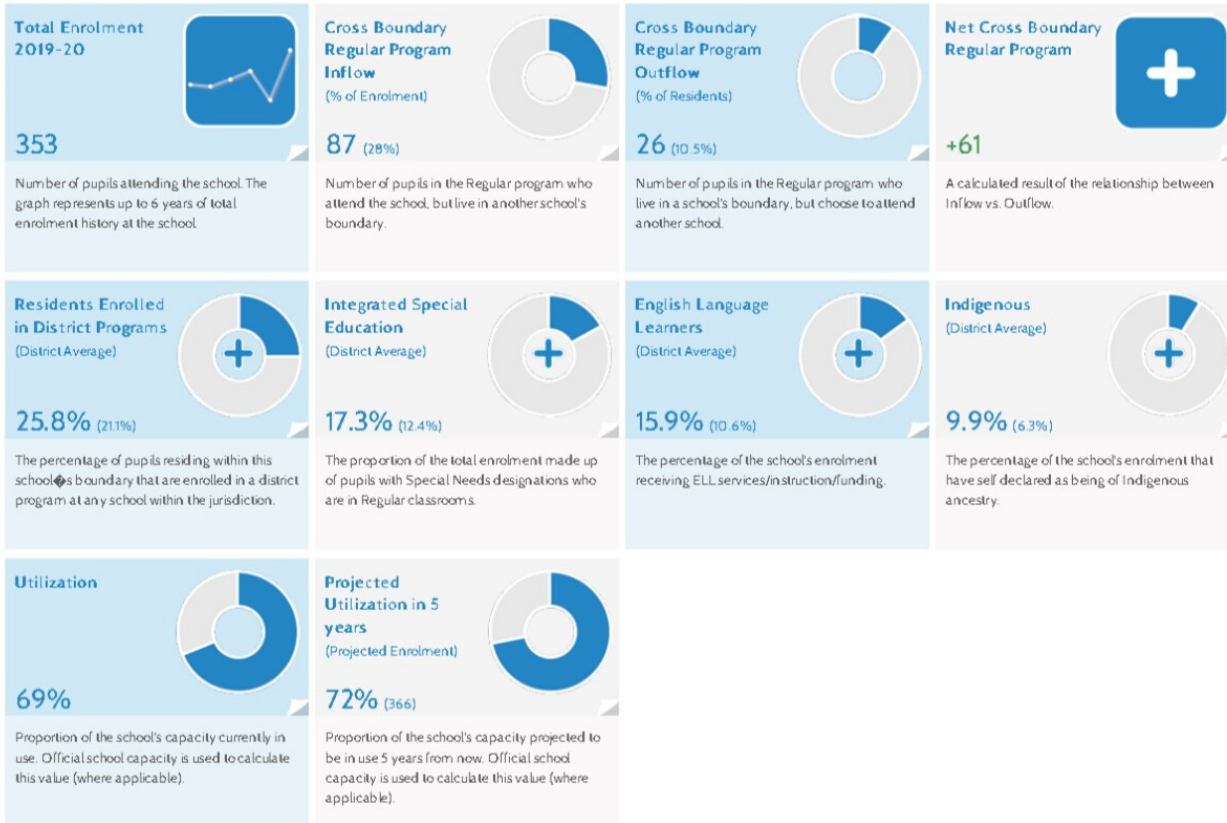 Total Enrolment
2019-20
353
Number of pupils attending the school. The
graph represents up to 6 years of total
enrolment history at the school
Cross Boundary
Regular Program
Inflow
(% of Enrolment)
87 (28%)
Number of pupils in the Regular program who
attend the school, but live in another school's
boundary.
Cross Boundary
Regular Program
Outflow
(% of Residents)
26 (10.5%)
Number of pupils in the Regular program who
live in a school's boundary, but choose to attend
another school.
Net Cross Boundary
Regular Program
+61
A calculated result of the relationship between
Inflow vs. Outflow.
Residents Enrolled
in District Programs
(District Average)
25.8% (21.1%)
The percentage of pupils residing within this
school�s boundary that are enrolled in a district
program at any school within the jurisdiction.
Integrated Special
Education
(District Average)
17.3% (12.4%)
The proportion of the total enrolment made up
of pupils with Special Needs designations who
are in Regular classrooms.
English Language
Learners
(District Average)
15.9% (10.6%)
The percentage of the school's enrolment
receiving ELL services/instruction/funding.
Indigenous
(District Average)
9.9% (6.3%)
The percentage of the school's enrolment that
have self declared as being of Indigenous
ancestry.
Utilization
69%
Proportion of the school's capacity currently in
use. Official school capacity is used to calculate
this value (where applicable).
Projected
Utilization in 5
years
(Projected Enrolment)
72% (366)
Proportion of the school's capacity projected to
be in use 5 years from now. Official school
capacity is used to calculate this value (where
applicable).